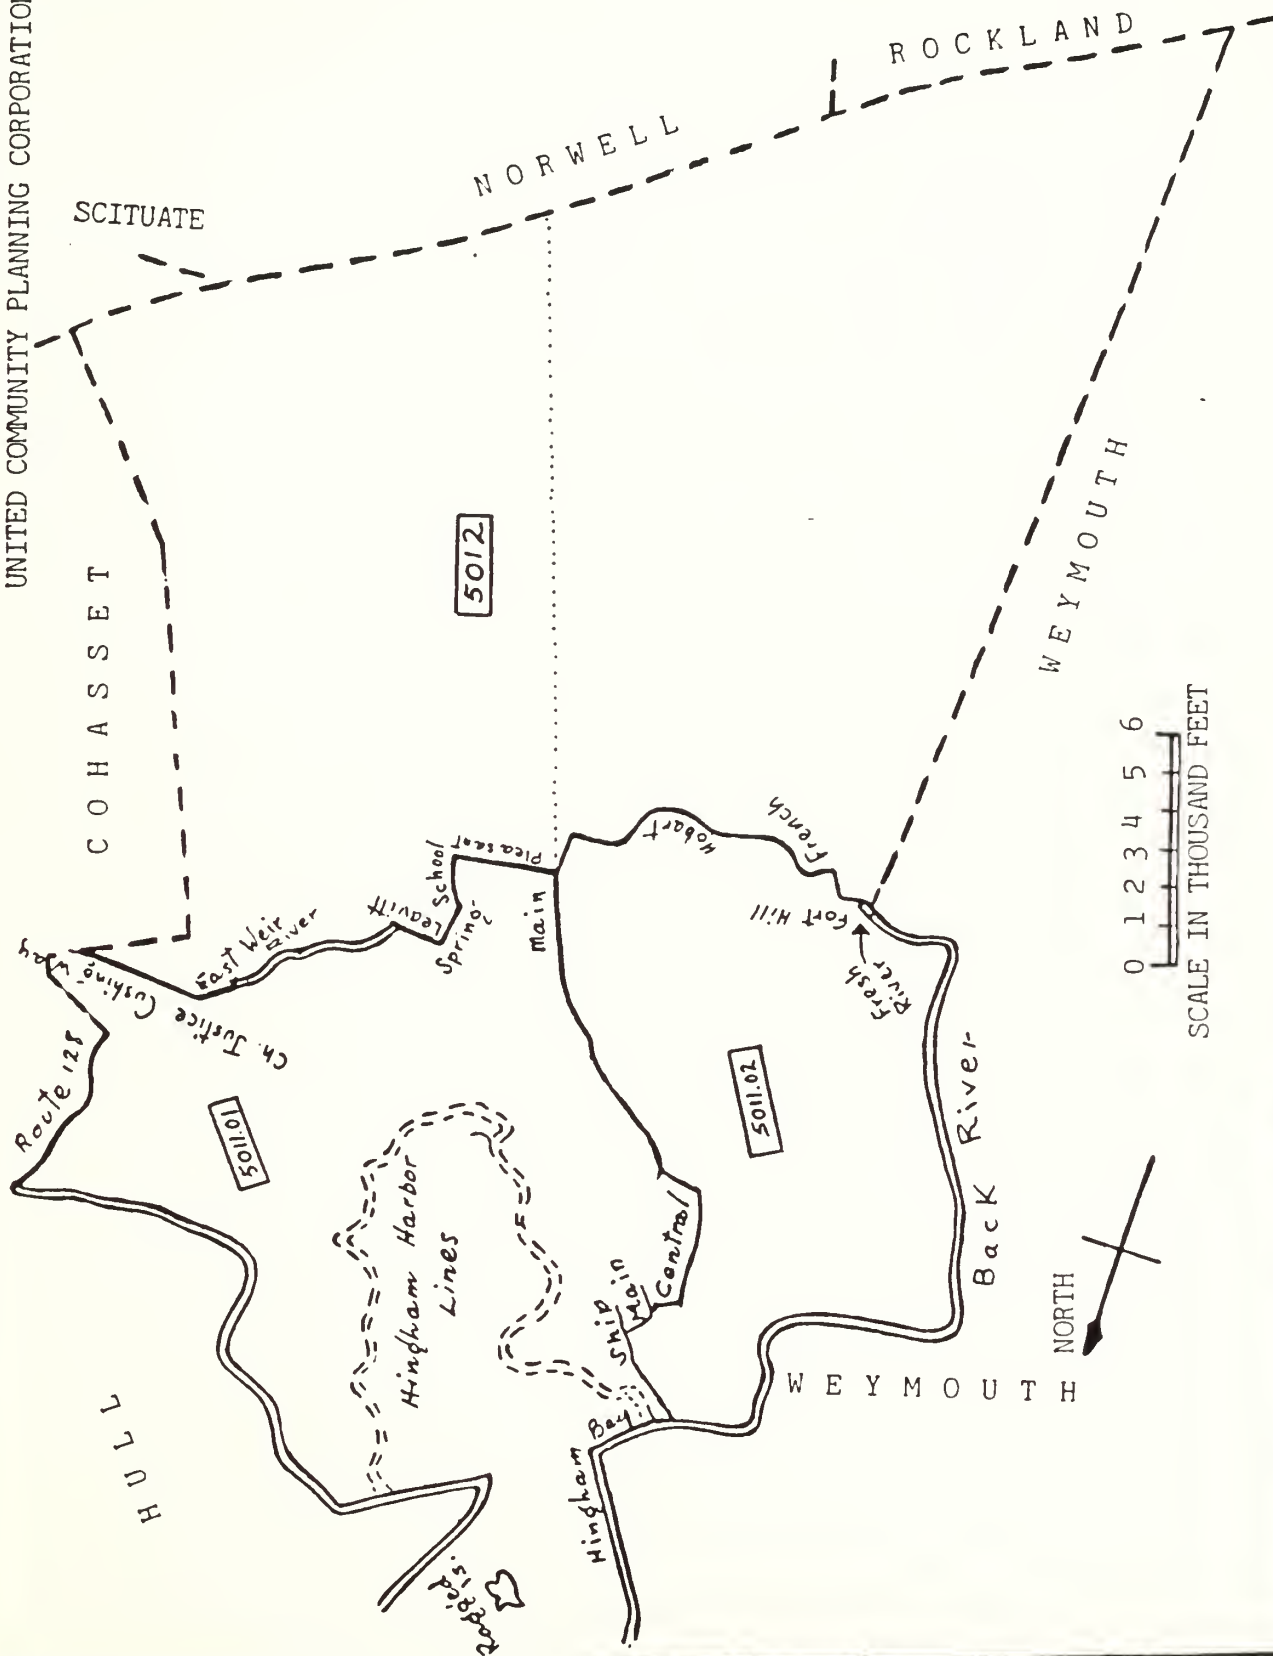 UNITED COMMUNITY PLANNING CORPORATION
SCITUATE
NORWELL
ROCKLAND
COHASSET
5012
WEYMOUTH
Ch. Justice Cushing Way
East Weir
River
Leavitt
Spring
School
Pleasant
Main
Hobart
French
Fort Hill
Fresh
River
Route 128
5011.01
5011.02
Hingham Harbor
Lines
Ship
Main
Central
Back River
HULL
Hingham Bay
Ragged
Is.
WEYMOUTH
NORTH
0 1 2 3 4 5 6
SCALE IN THOUSAND FEET